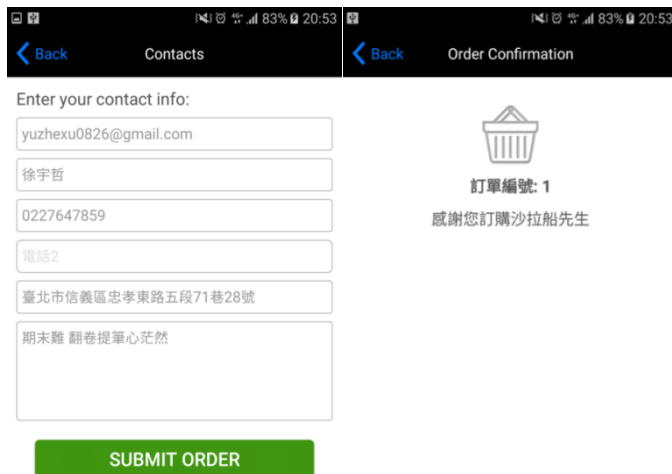 83% 20:53
Back
Contacts
Enter your contact info:
yuzhexu0826@gmail.com
徐宇哲
0227647859
電話2
臺北市信義區忠孝東路五段71巷28號
期末難 翻卷提筆心茫然
SUBMIT ORDER
83% 20:53
Back
Order Confirmation
訂單編號: 1
感謝您訂購沙拉船先生